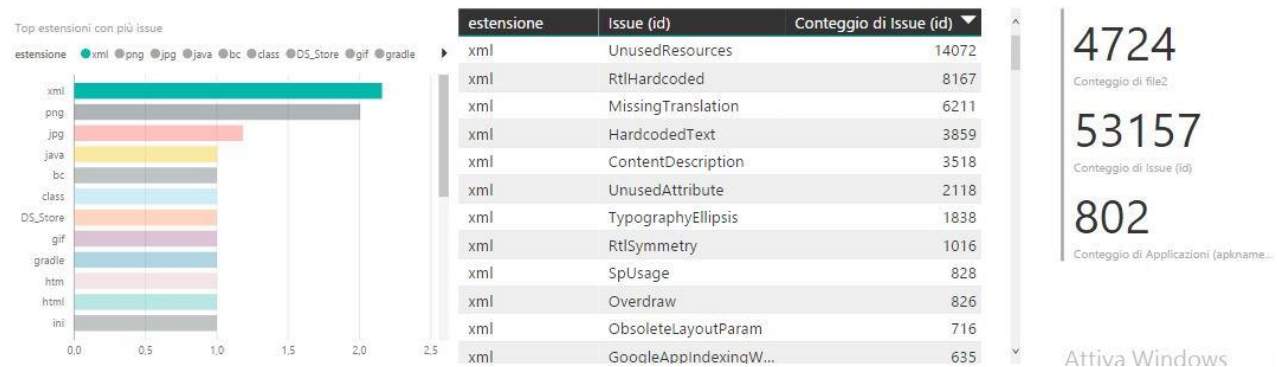 Top estensioni con più issue
estensione xml png jpg java bc class DS_Store gif gradle
xml
png
jpg
java
bc
class
DS_Store
gif
gradle
htm
html
ini
0,0 0,5 1,0 1,5 2,0 2,5
estensione Issue (id) Conteggio di Issue (id)
xml UnusedResources 14072
xml RtlHardcoded 8167
xml MissingTranslation 6211
xml HardcodedText 3859
xml ContentDescription 3518
xml UnusedAttribute 2118
xml TypographyEllipsis 1838
xml RtlSymmetry 1016
xml SpUsage 828
xml Overdraw 826
xml ObsoleteLayoutParam 716
xml GoogleAppIndexingW... 635
4724
Conteggio di file2
53157
Conteggio di Issue (id)
802
Conteggio di Applicazioni (apkname...
Attiva Windows